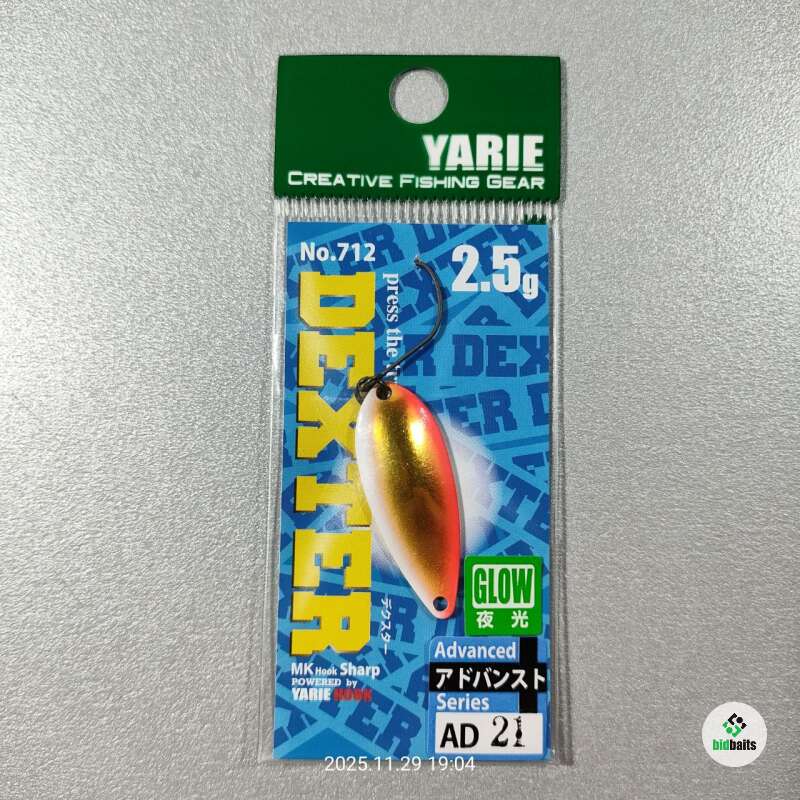 YARIE
CREATIVE FISHING GEAR
No.712
2.5g
DEXTER
press the
デクスター
GLOW
夜光
MK Hook Sharp
POWERED by
YARIE HOOK
Advanced
アドバンスト
Series
AD 21
2025.11.29 19:04
bidbaits